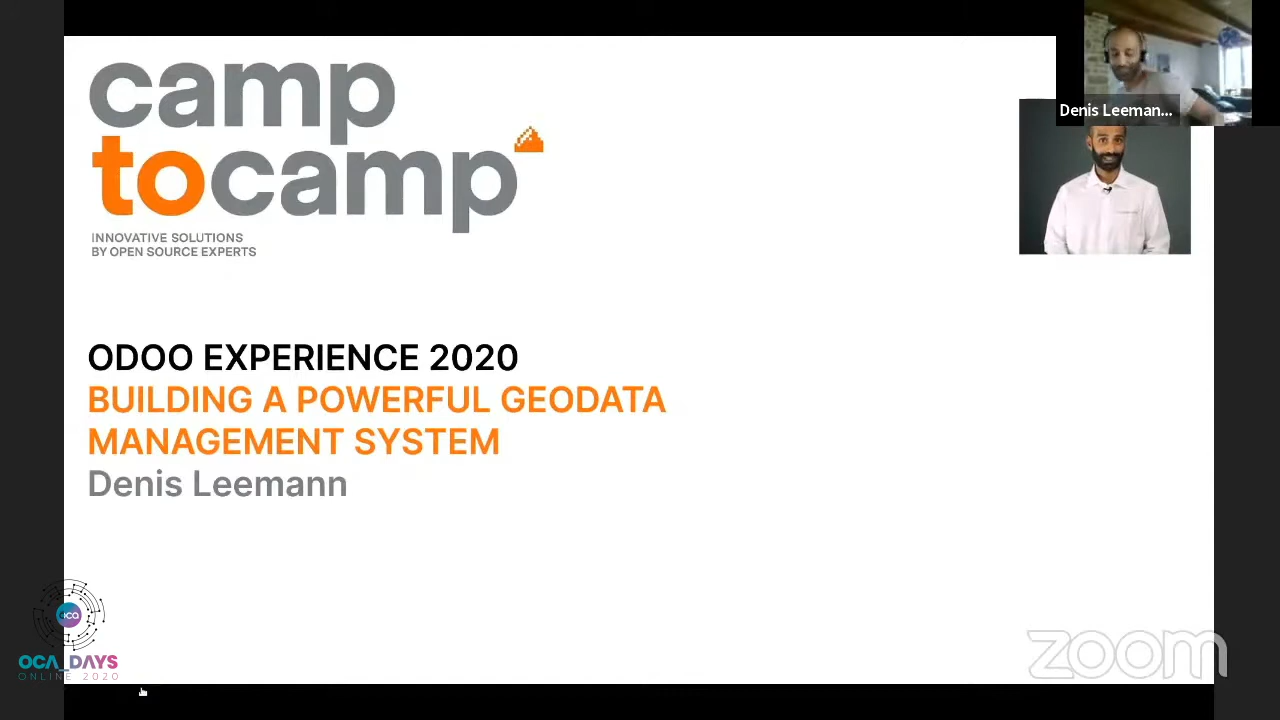 camp
tocamp
INNOVATIVE SOLUTIONS
BY OPEN SOURCE EXPERTS
Denis Leeman...
ODOO EXPERIENCE 2020
BUILDING A POWERFUL GEODATA
MANAGEMENT SYSTEM
Denis Leemann
oca
OCA_DAYS
ONLINE 2020
zoom